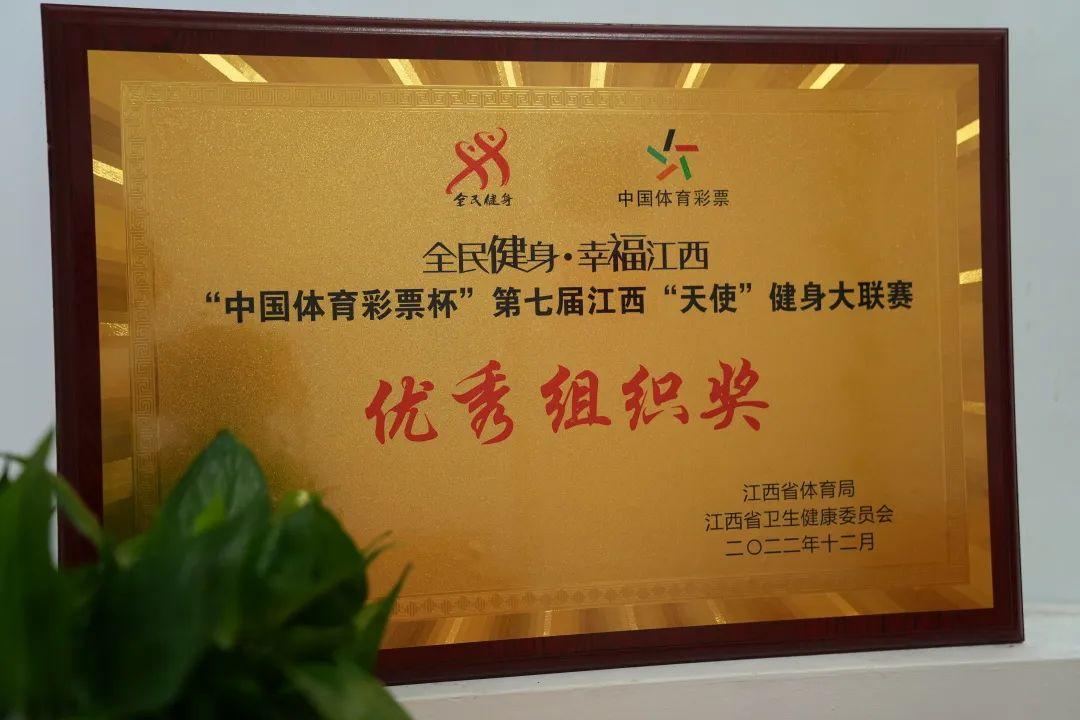 全民健身
中国体育彩票
全民健身·幸福江西
“中国体育彩票杯”第七届江西“天使”健身大联赛
优秀组织奖
江西省体育局
江西省卫生健康委员会
二〇二二年十二月